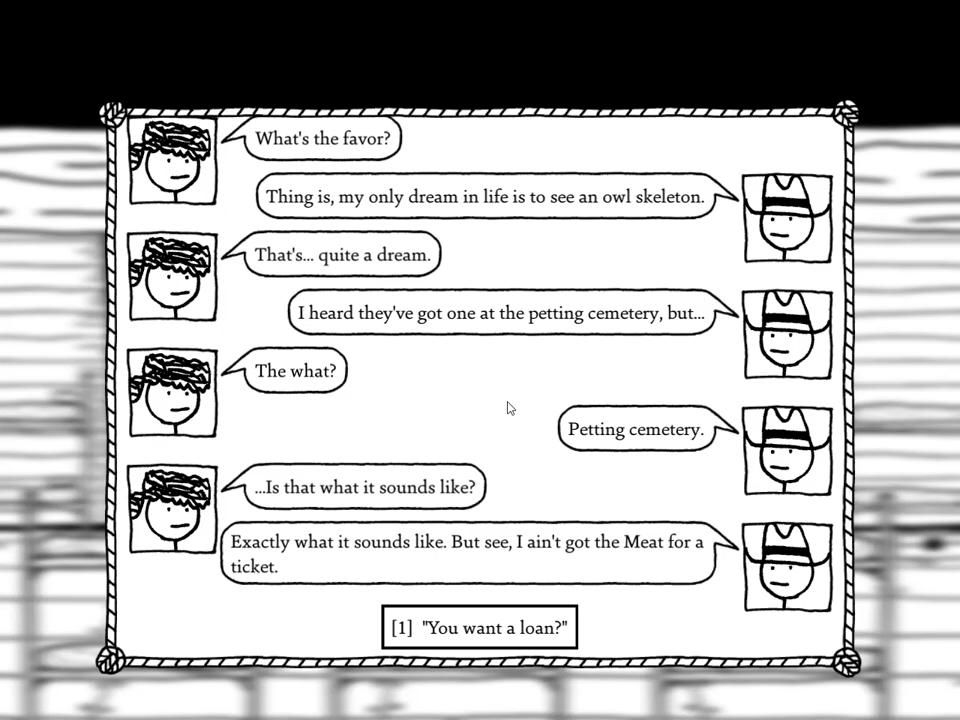 What's the favor?
Thing is, my only dream in life is to see an owl skeleton.
That's... quite a dream.
I heard they've got one at the petting cemetery, but...
The what?
Petting cemetery.
...Is that what it sounds like?
Exactly what it sounds like. But see, I ain't got the Meat for a
ticket.
[1] "You want a loan?"